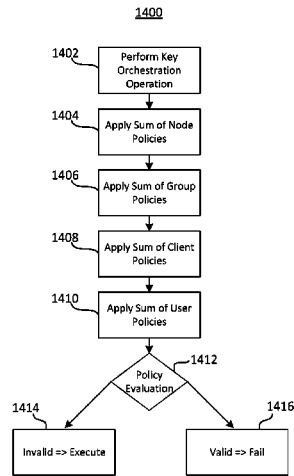 1400
1402
Perform Key
Orchestration
Operation
1404
Apply Sum of Node
Policies
1406
Apply Sum of Group
Policies
1408
Apply Sum of Client
Policies
1410
Apply Sum of User
Policies
1412
Policy
Evaluation
1414
Invalid => Execute
1416
Valid => Fail